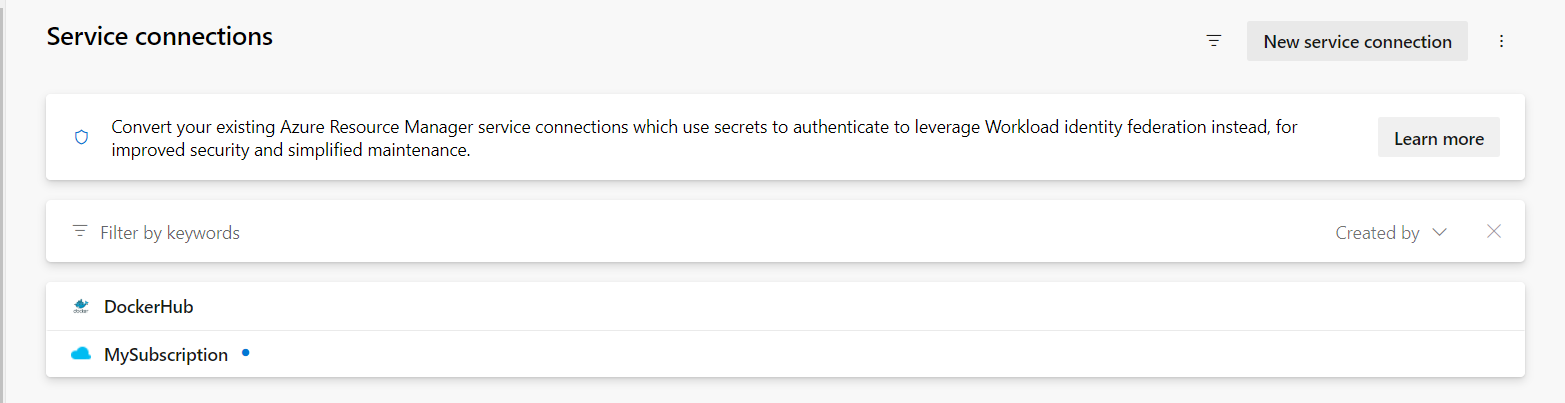 Service connections
New service connection
Convert your existing Azure Resource Manager service connections which use secrets to authenticate to leverage Workload identity federation instead, for
improved security and simplified maintenance.
Learn more
Filter by keywords
Created by
docker
DockerHub
MySubscription